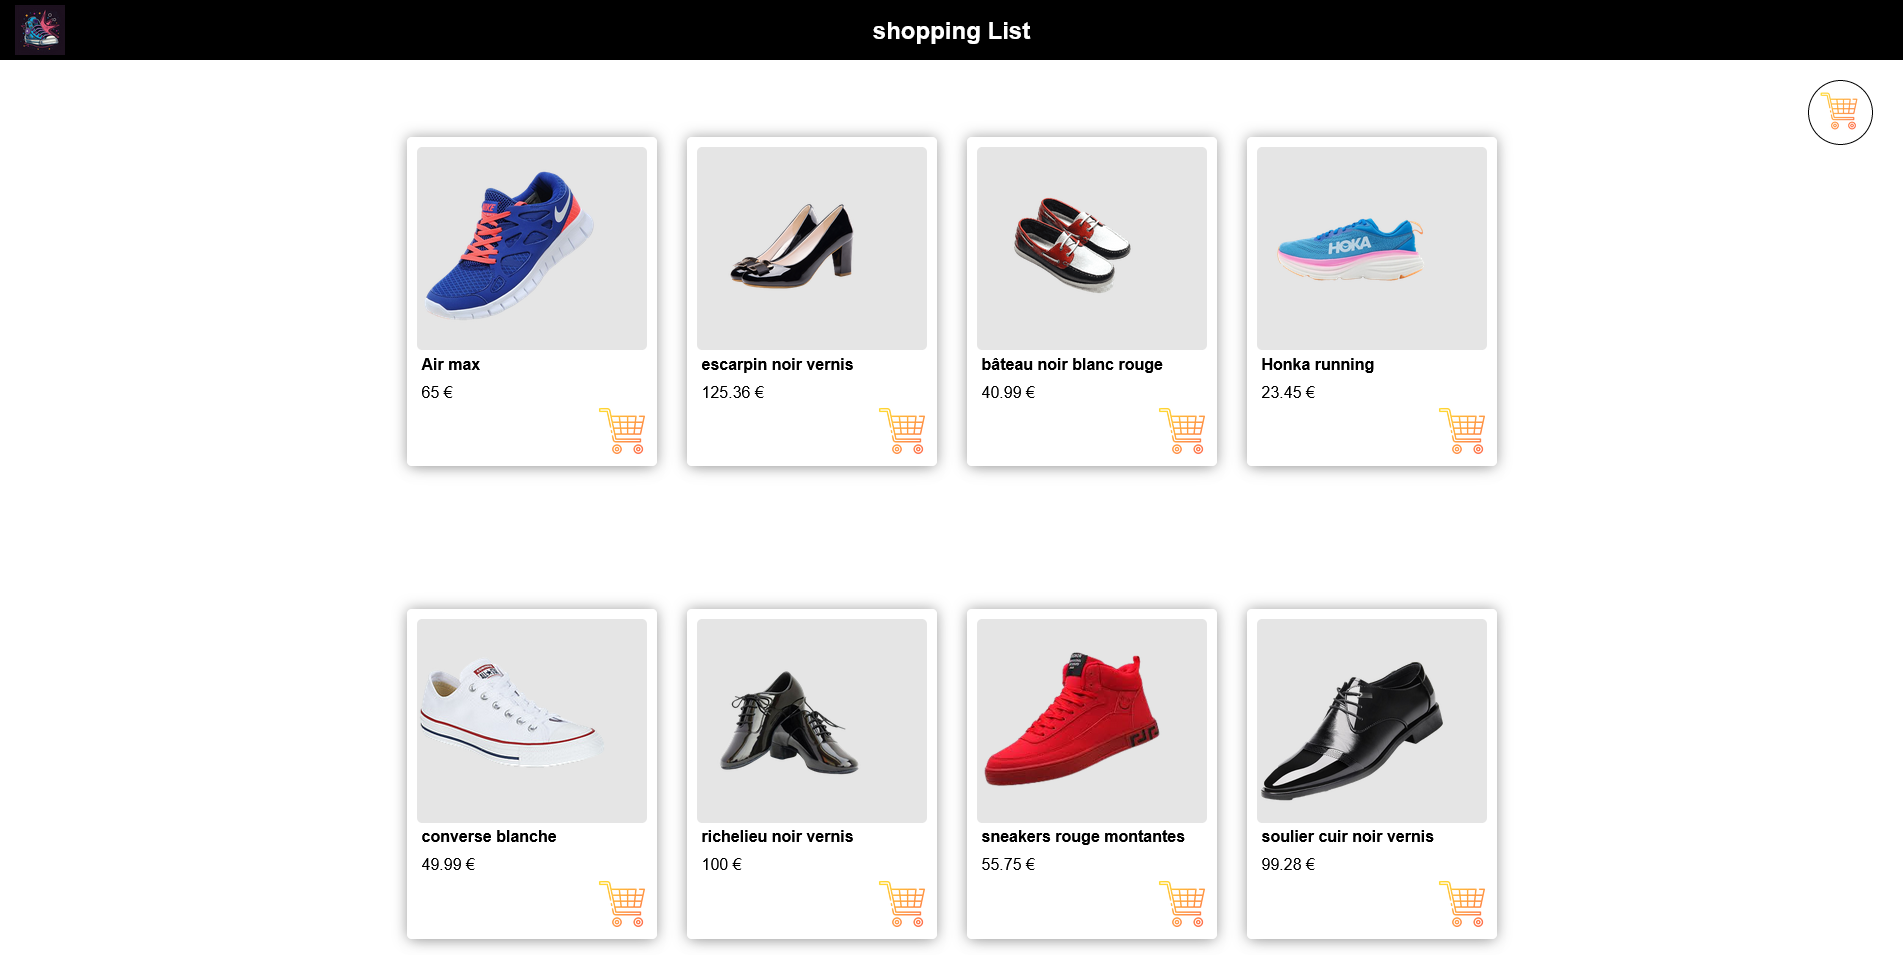 shopping List
HOKA
Air max
escarpin noir vernis
bâteau noir blanc rouge
Honka running
65 €
125.36 €
40.99 €
23.45 €
converse blanche
richelieu noir vernis
sneakers rouge montantes
soulier cuir noir vernis
49.99 €
100 €
55.75 €
99.28 €